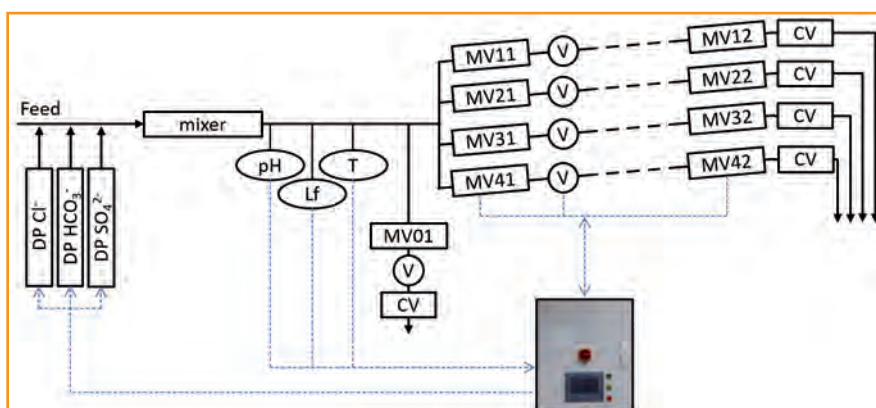 Feed
mixer
DP Cl⁻
DP HCO₃⁻
DP SO₄²⁻
pH
Lf
T
MV01
V
CV
MV11 V MV12 CV
MV21 V MV22 CV
MV31 V MV32 CV
MV41 V MV42 CV